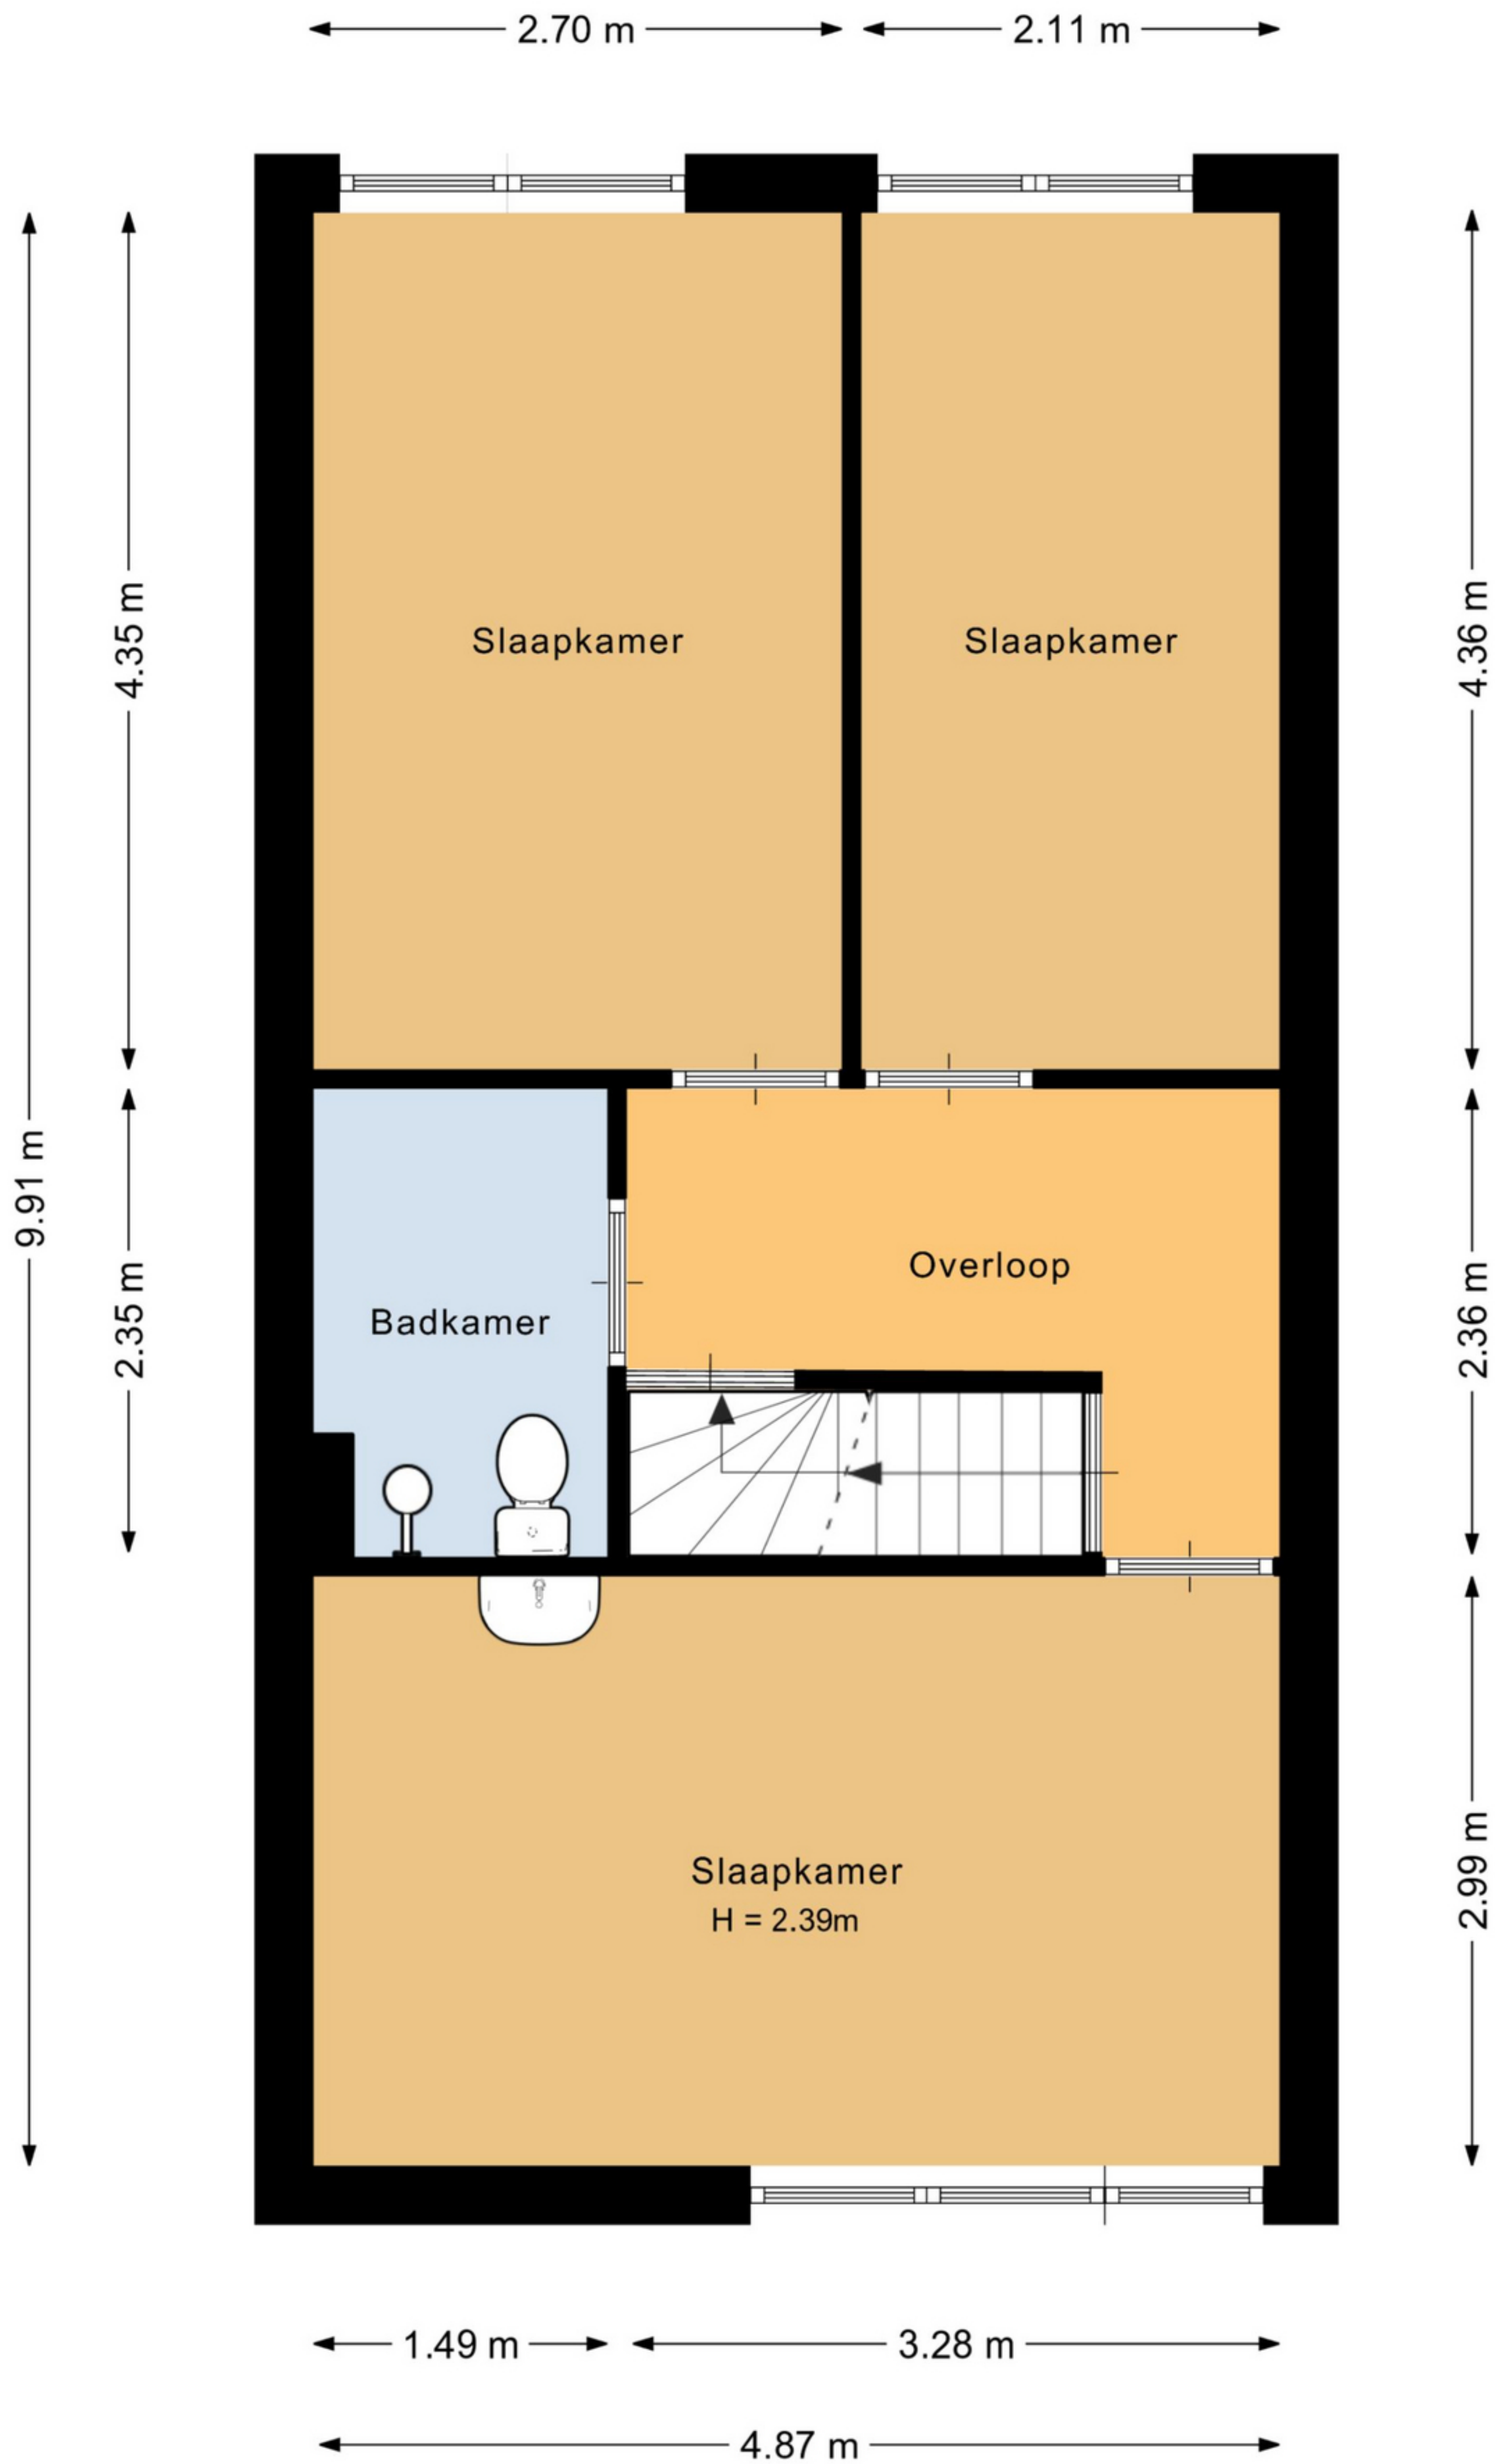 2.70 m
2.11 m
4.35 m
4.36 m
Slaapkamer
Slaapkamer
9.91 m
2.35 m
2.36 m
Overloop
Badkamer
2.99 m
Slaapkamer
H = 2.39m
1.49 m
3.28 m
4.87 m